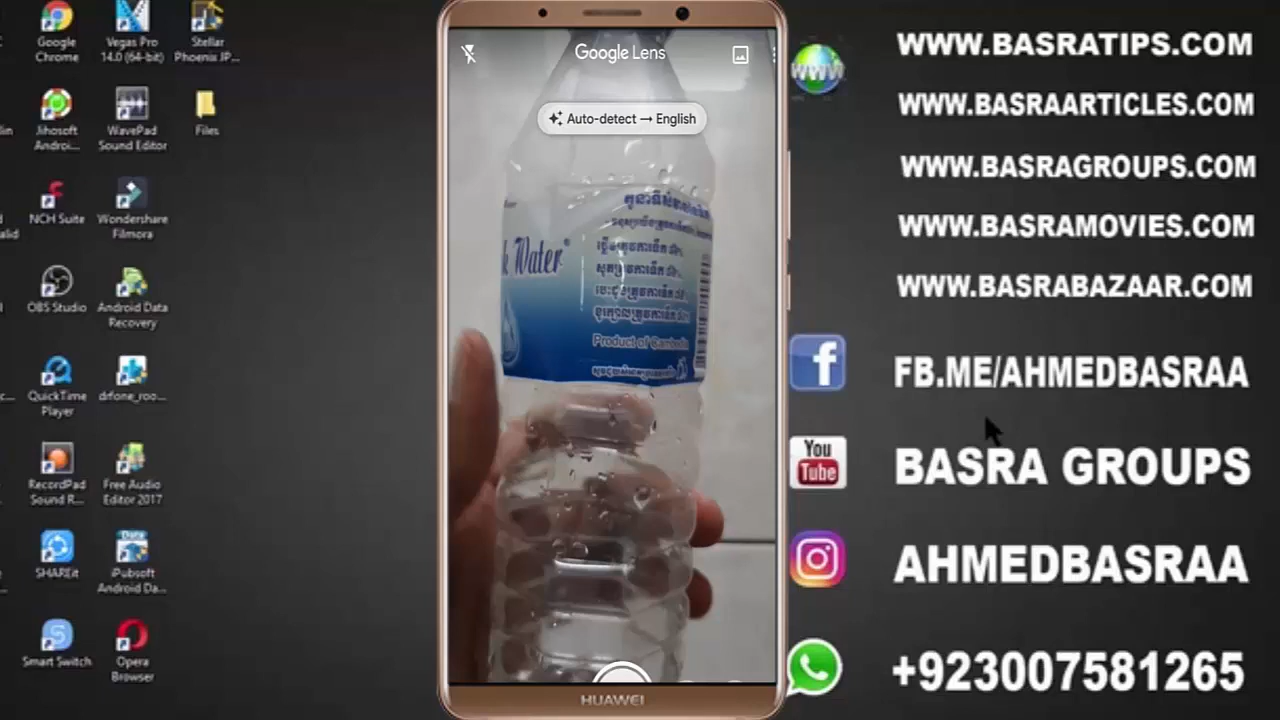 Google
Chrome
Vegas Pro
14.0 (64-bit)
Stellar
Phoenix JP...
Jihosoft
Androi...
WavePad
Sound Editor
Files
NCH Suite
Wondershare
Filmora
OBS Studio
Android Data
Recovery
QuickTime
Player
drfone_roo...
RecordPad
Sound R...
Free Audio
Editor 2017
SHAREit
iPubsoft
Android Da...
Smart Switch
Opera
Browser
Google Lens
Auto-detect → English
Water
Product of Cambodia
HUAWEI
WWW
WWW.BASRATIPS.COM
WWW.BASRAARTICLES.COM
WWW.BASRAGROUPS.COM
WWW.BASRAMOVIES.COM
WWW.BASRABAZAAR.COM
FB.ME/AHMEDBASRAA
You
Tube
BASRA GROUPS
AHMEDBASRAA
+923007581265